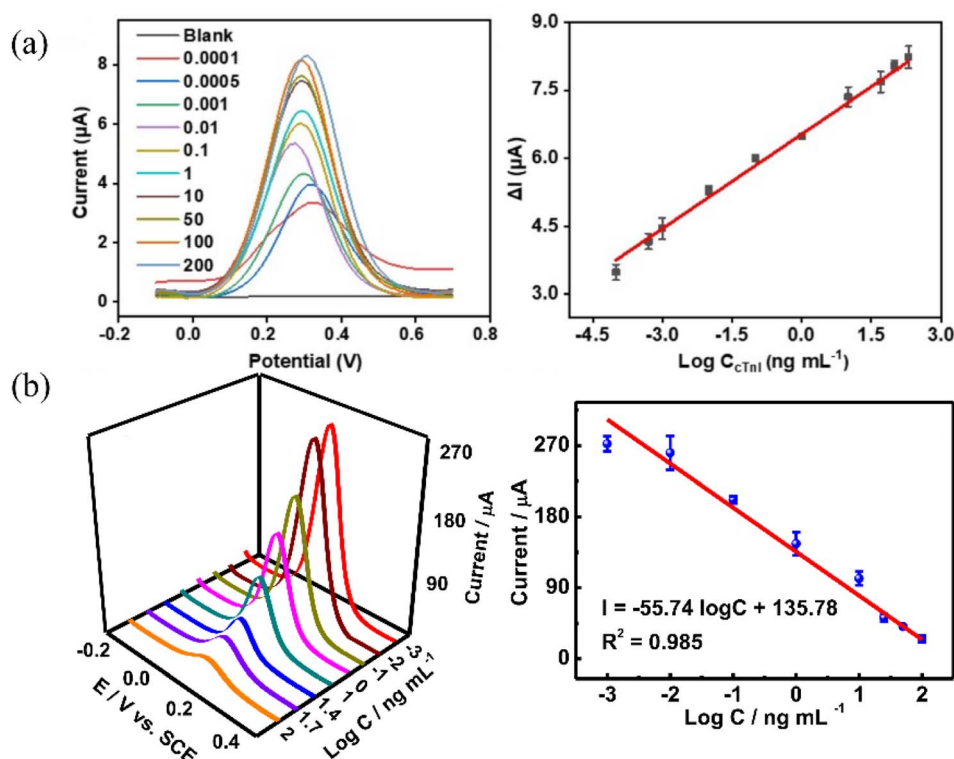 (a)
Blank
0.0001
0.0005
0.001
0.01
0.1
1
10
50
100
200
8
6
4
2
0
Current (µA)
-0.2 0.0 0.2 0.4 0.6 0.8
Potential (V)
9.0
7.5
6.0
4.5
3.0
ΔI (µA)
-4.5 -3.0 -1.5 0.0 1.5 3.0
Log CcTnI (ng mL-1)
(b)
270
180
90
Current / µA
-0.2
0.0
0.2
0.4
E / V vs. SCE
-3
-2
-1
0
1
1.4
1.7
2
Log C / ng mL-1
270
180
90
0
Current / µA
I = -55.74 logC + 135.78
R2 = 0.985
-3 -2 -1 0 1 2
Log C / ng mL-1